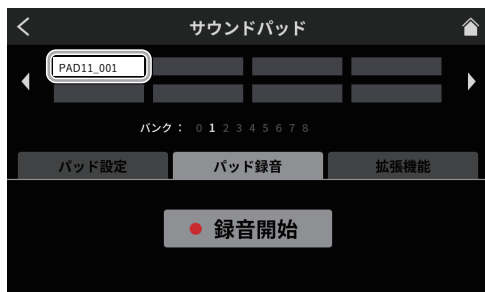 サウンドパッド
PAD11_001
バンク： 0 1 2 3 4 5 6 7 8
パッド設定 パッド録音 拡張機能
録音開始